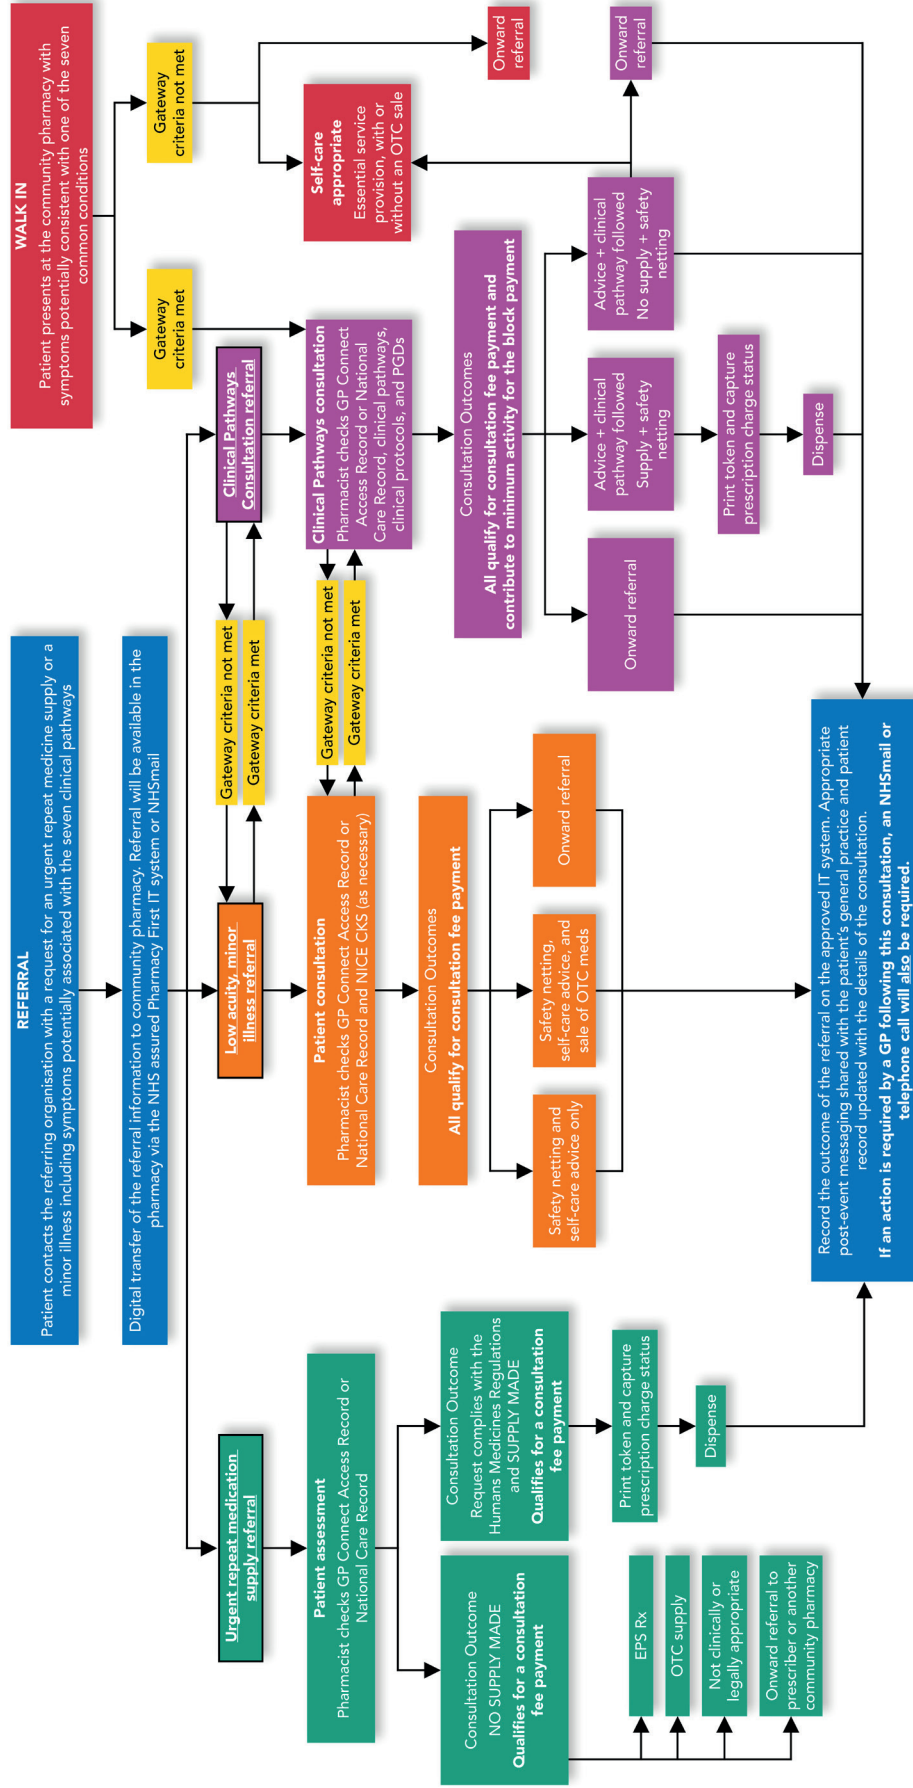 REFERRAL
Patient contacts the referring organisation with a request for an urgent repeat medicine supply or a
minor illness including symptoms potentially associated with the seven clinical pathways
WALK IN
Patient presents at the community pharmacy with
symptoms potentially consistent with one of the seven
common conditions
Digital transfer of the referral information to community pharmacy. Referral will be available in the
pharmacy via the NHS assured Pharmacy First IT system or NHSmail
Gateway
criteria met
Gateway
criteria not met
Urgent repeat medication
supply referral
Low acuity, minor
illness referral
Gateway criteria not met
Gateway criteria met
Clinical Pathways
Consultation referral
Patient assessment
Pharmacist checks GP Connect Access Record or
National Care Record
Patient consultation
Pharmacist checks GP Connect Access Record or
National Care Record and NICE CKS (as necessary)
Gateway criteria not met
Gateway criteria met
Clinical Pathways consultation
Pharmacist checks GP Connect
Access Record or National
Care Record, clinical pathways,
clinical protocols, and PGDs
Self-care
appropriate
Essential service
provision, with or
without an OTC sale
Onward
referral
Consultation Outcome
NO SUPPLY MADE
Qualifies for a consultation
fee payment
Consultation Outcome
Request complies with the
Humans Medicines Regulations
and SUPPLY MADE
Qualifies for a consultation
fee payment
Consultation Outcomes
All qualify for consultation fee payment
Consultation Outcomes
All qualify for consultation fee payment and
contribute to minimum activity for the block payment
Safety netting and
self-care advice only
Safety netting,
self-care advice, and
sale of OTC meds
Onward referral
Onward referral
Advice + clinical
pathway followed
Supply + safety
netting
Advice + clinical
pathway followed
No supply + safety
netting
Onward
referral
EPS Rx
OTC supply
Not clinically or
legally appropriate
Onward referral to
prescriber or another
community pharmacy
Print token and capture
prescription charge status
Dispense
Print token and capture
prescription charge status
Dispense
Record the outcome of the referral on the approved IT system. Appropriate
post-event messaging shared with the patient's general practice and patient
record updated with the details of the consultation.
If an action is required by a GP following this consultation, an NHSmail or
telephone call will also be required.